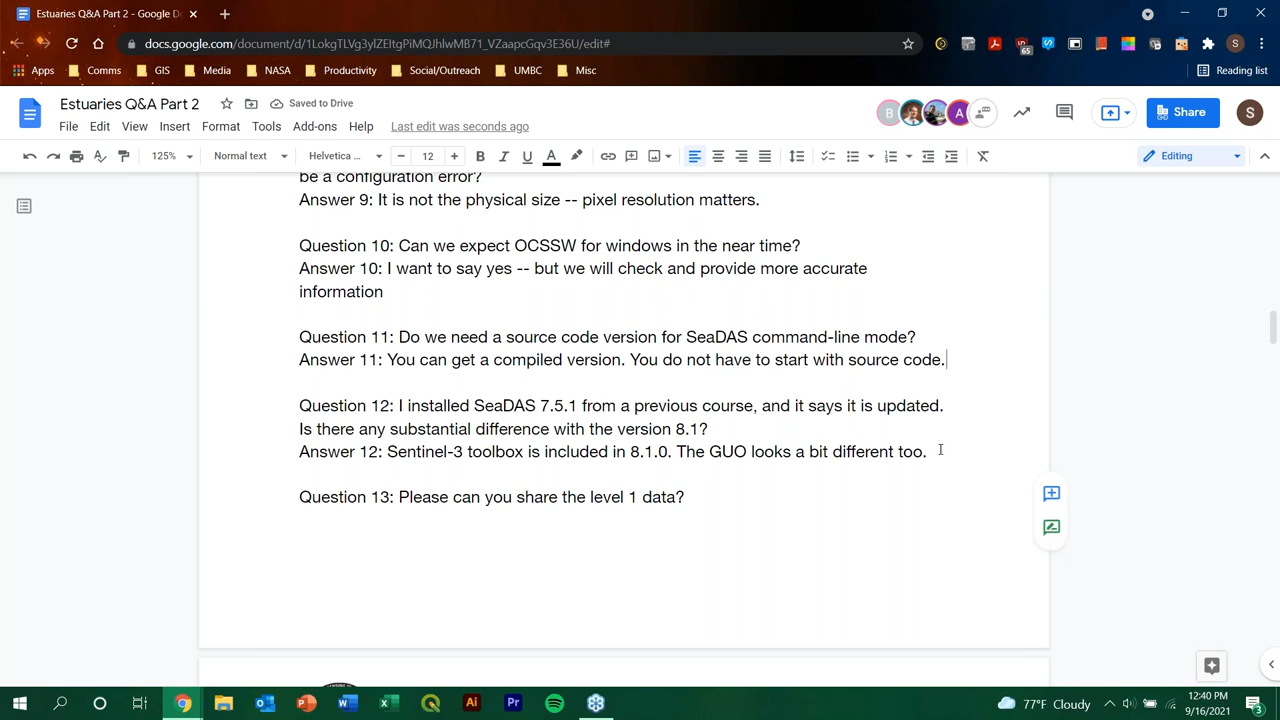 Estuaries Q&A Part 2 - Google D
docs.google.com/document/d/1LokgTLVg3ylZEItgPiMQJhlwMB71_VZaapcGqv3E36U/edit#
65
S
Apps Comms GIS Media NASA Productivity Social/Outreach UMBC Misc Reading list
Estuaries Q&A Part 2 Saved to Drive
B A Share S
File Edit View Insert Format Tools Add-ons Help Last edit was seconds ago
125% Normal text Helvetica ... 12 B I U A Editing
be a configuration error?
Answer 9: It is not the physical size -- pixel resolution matters.
Question 10: Can we expect OCSSW for windows in the near time?
Answer 10: I want to say yes -- but we will check and provide more accurate
information
Question 11: Do we need a source code version for SeaDAS command-line mode?
Answer 11: You can get a compiled version. You do not have to start with source code.
Question 12: I installed SeaDAS 7.5.1 from a previous course, and it says it is updated.
Is there any substantial difference with the version 8.1?
Answer 12: Sentinel-3 toolbox is included in 8.1.0. The GUO looks a bit different too.
Question 13: Please can you share the level 1 data?
77°F Cloudy
12:40 PM
9/16/2021
3